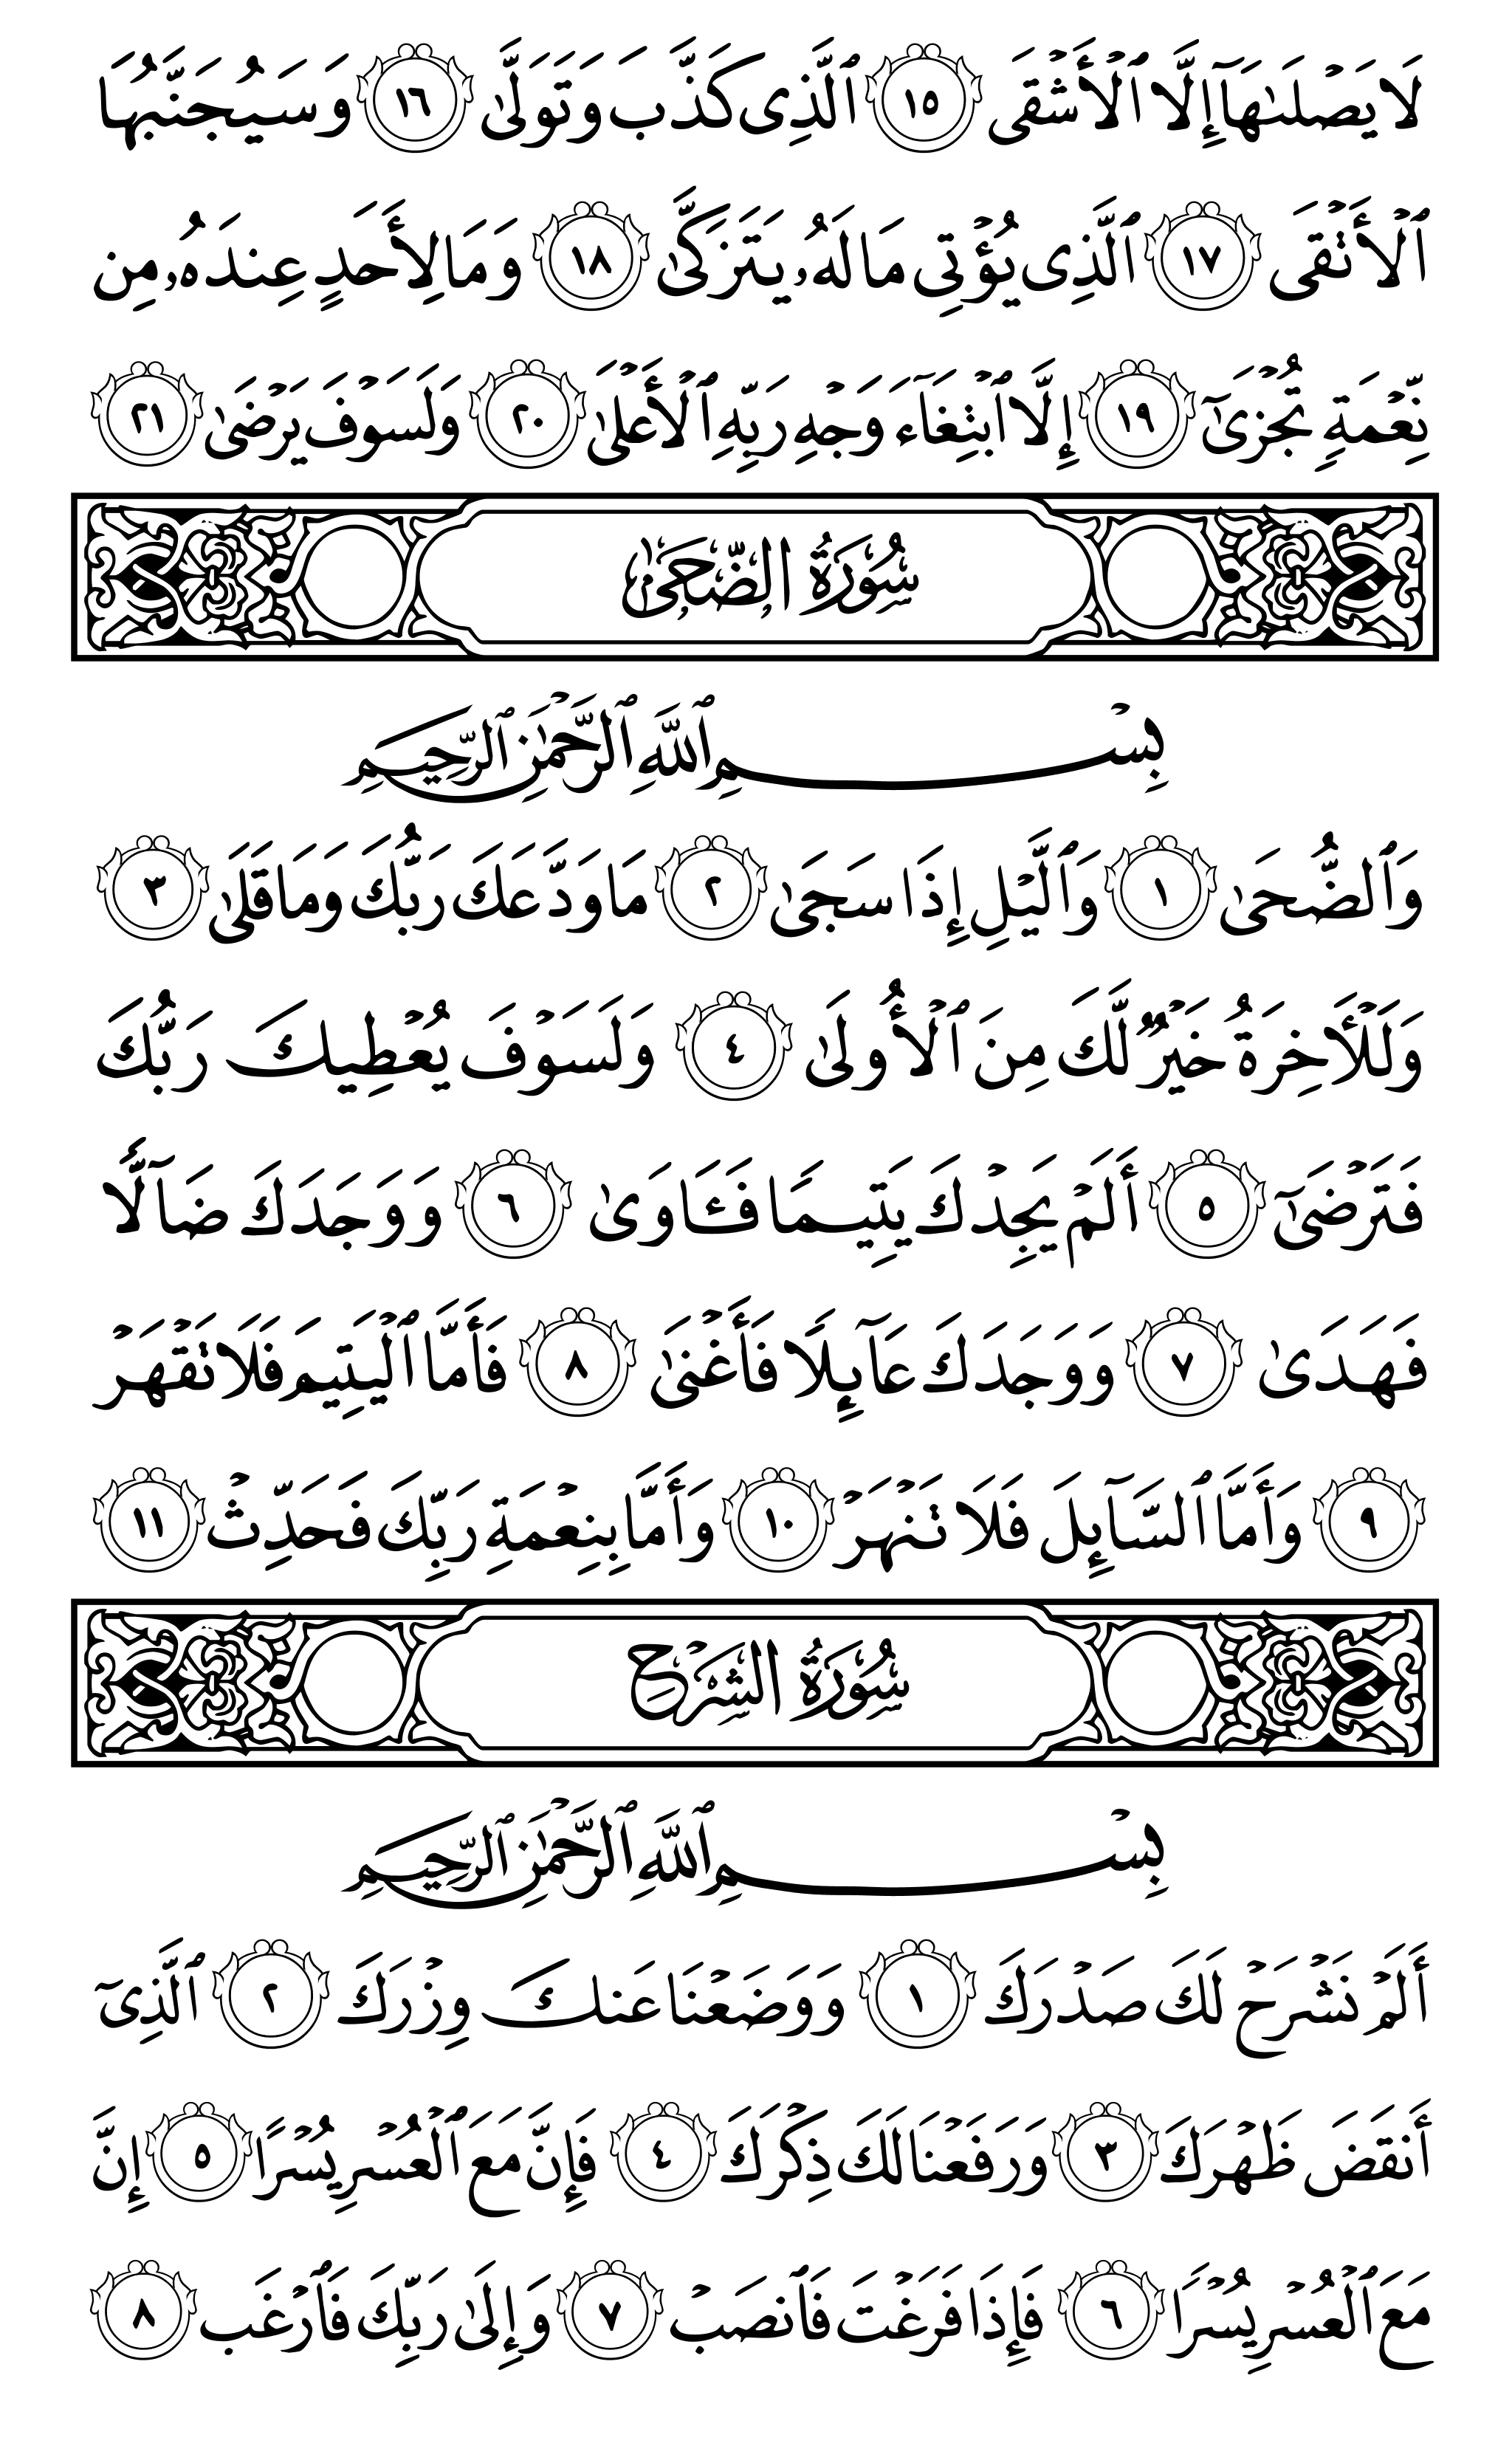 لَا يَصْلَىٰهَآ إِلَّا ٱلْأَشْقَى ١٥ ٱلَّذِى كَذَّبَ وَتَوَلَّىٰ ١٦ وَسَيُجَنَّبُهَا
ٱلْأَتْقَى ١٧ ٱلَّذِى يُؤْتِى مَالَهُۥ يَتَزَكَّىٰ ١٨ وَمَا لِأَحَدٍ عِندَهُۥ مِن
نِّعْمَةٍ تُجْزَىٰٓ ١٩ إِلَّا ٱبْتِغَآءَ وَجْهِ رَبِّهِ ٱلْأَعْلَىٰ ٢٠ وَلَسَوْفَ يَرْضَىٰ ٢١
سُورَةُ الضُّحَىٰ
بِسْمِ ٱللَّهِ ٱلرَّحْمَٰنِ ٱلرَّحِيمِ
وَٱلضُّحَىٰ ١ وَٱلَّيْلِ إِذَا سَجَىٰ ٢ مَا وَدَّعَكَ رَبُّكَ وَمَا قَلَىٰ ٣
وَلَلْأَخِرَةُ خَيْرٌ لَّكَ مِنَ ٱلْأُولَىٰ ٤ وَلَسَوْفَ يُعْطِيكَ رَبُّكَ
فَتَرْضَىٰٓ ٥ أَلَمْ يَجِدْكَ يَتِيمًا فَـَٔاوَىٰ ٦ وَوَجَدَكَ ضَآلًّا
فَهَدَىٰ ٧ وَوَجَدَكَ عَآئِلًا فَأَغْنَىٰ ٨ فَأَمَّا ٱلْيَتِيمَ فَلَا تَقْهَرْ
٩ وَأَمَّا ٱلسَّآئِلَ فَلَا تَنْهَرْ ١٠ وَأَمَّا بِنِعْمَةِ رَبِّكَ فَحَدِّثْ ١١
سُورَةُ الشَّرْحِ
بِسْمِ ٱللَّهِ ٱلرَّحْمَٰنِ ٱلرَّحِيمِ
أَلَمْ نَشْرَحْ لَكَ صَدْرَكَ ١ وَوَضَعْنَا عَنكَ وِزْرَكَ ٢ ٱلَّذِىٓ
أَنقَضَ ظَهْرَكَ ٣ وَرَفَعْنَا لَكَ ذِكْرَكَ ٤ فَإِنَّ مَعَ ٱلْعُسْرِ يُسْرًا ٥ إِنَّ
مَعَ ٱلْعُسْرِ يُسْرًا ٦ فَإِذَا فَرَغْتَ فَٱنصَبْ ٧ وَإِلَىٰ رَبِّكَ فَٱرْغَب ٨